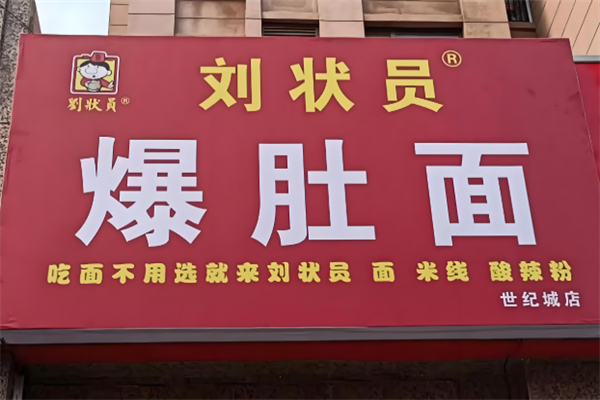 刘状员®
劉狀員®
爆肚面
吃面不用选就来刘状员 面 米线 酸辣粉
世纪城店